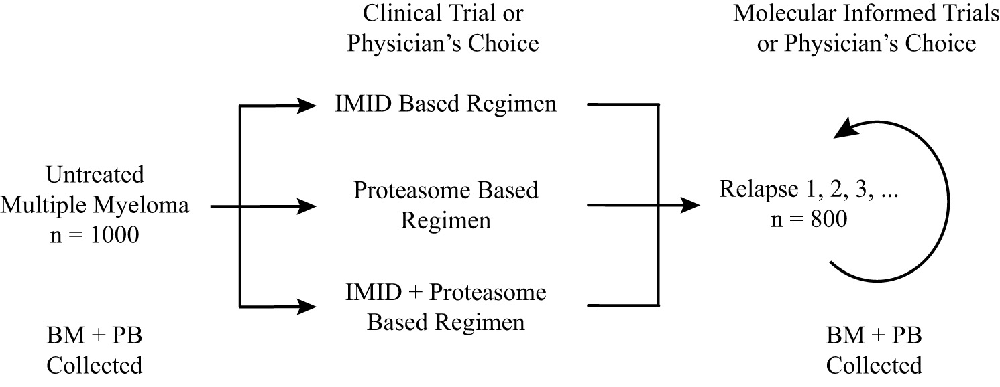 Clinical Trial or
Physician’s Choice
Molecular Informed Trials
or Physician’s Choice
IMID Based Regimen
Untreated
Multiple Myeloma
n = 1000
Proteasome Based
Regimen
Relapse 1, 2, 3, ...
n = 800
IMID + Proteasome
Based Regimen
BM + PB
Collected
BM + PB
Collected